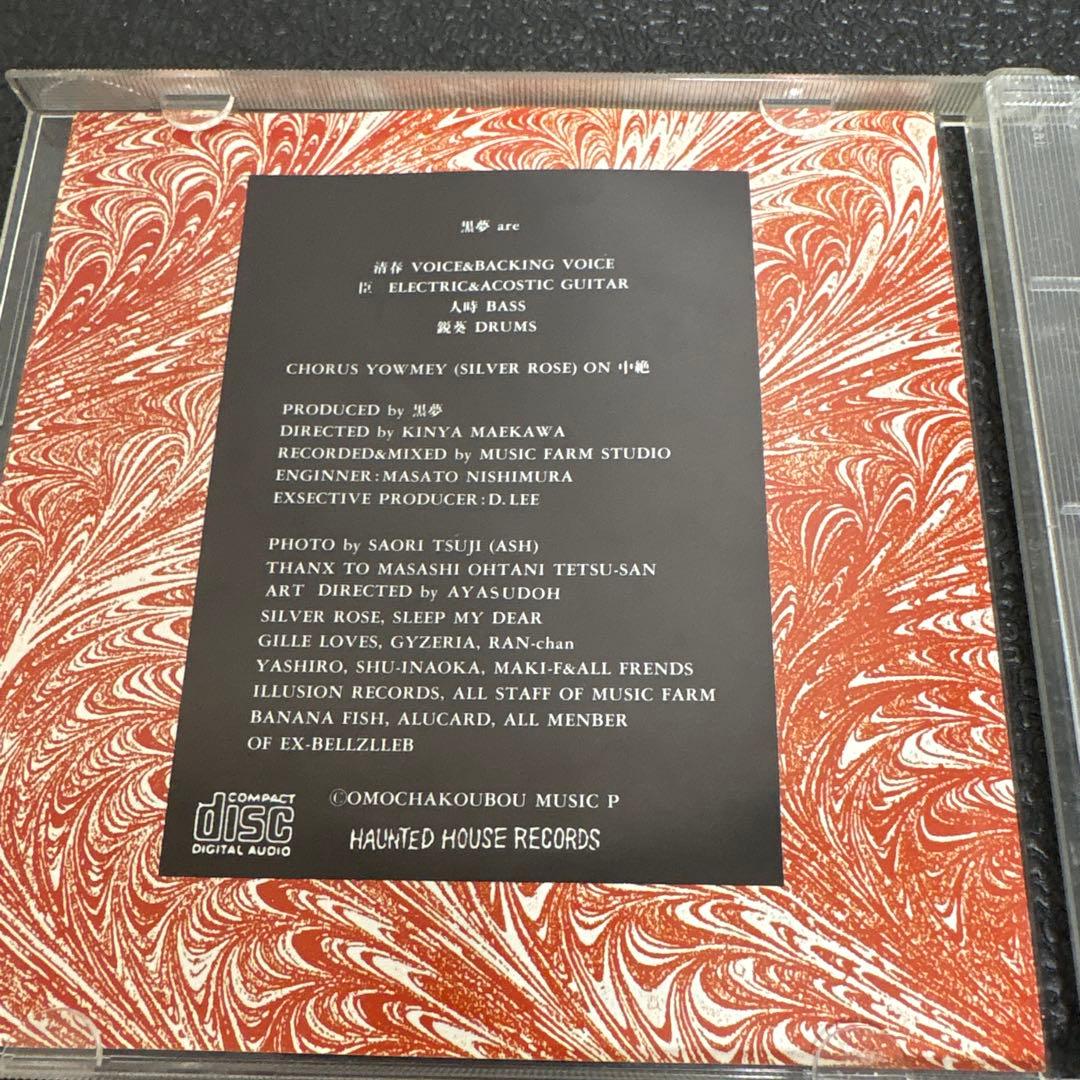 黒夢 are
清春 VOICE&BACKING VOICE
臣 ELECTRIC&ACOSTIC GUITAR
人時 BASS
鋭葵 DRUMS
CHORUS YOWMEY (SILVER ROSE) ON 中絶
PRODUCED by 黒夢
DIRECTED by KINYA MAEKAWA
RECORDED&MIXED by MUSIC FARM STUDIO
ENGINNER:MASATO NISHIMURA
EXSECTIVE PRODUCER:D.LEE
PHOTO by SAORI TSUJI (ASH)
THANX TO MASASHI OHTANI TETSU-SAN
ART DIRECTED by AYASUDOH
SILVER ROSE, SLEEP MY DEAR
GILLE LOVES, GYZERIA, RAN-chan
YASHIRO, SHU-INAOKA, MAKI-F&ALL FRENDS
ILLUSION RECORDS, ALL STAFF OF MUSIC FARM
BANANA FISH, ALUCARD, ALL MENBER
OF EX-BELLZLLEB
COMPACT
disc
DIGITAL AUDIO
©OMOCHAKOUBOU MUSIC P
HAUNTED HOUSE RECORDS